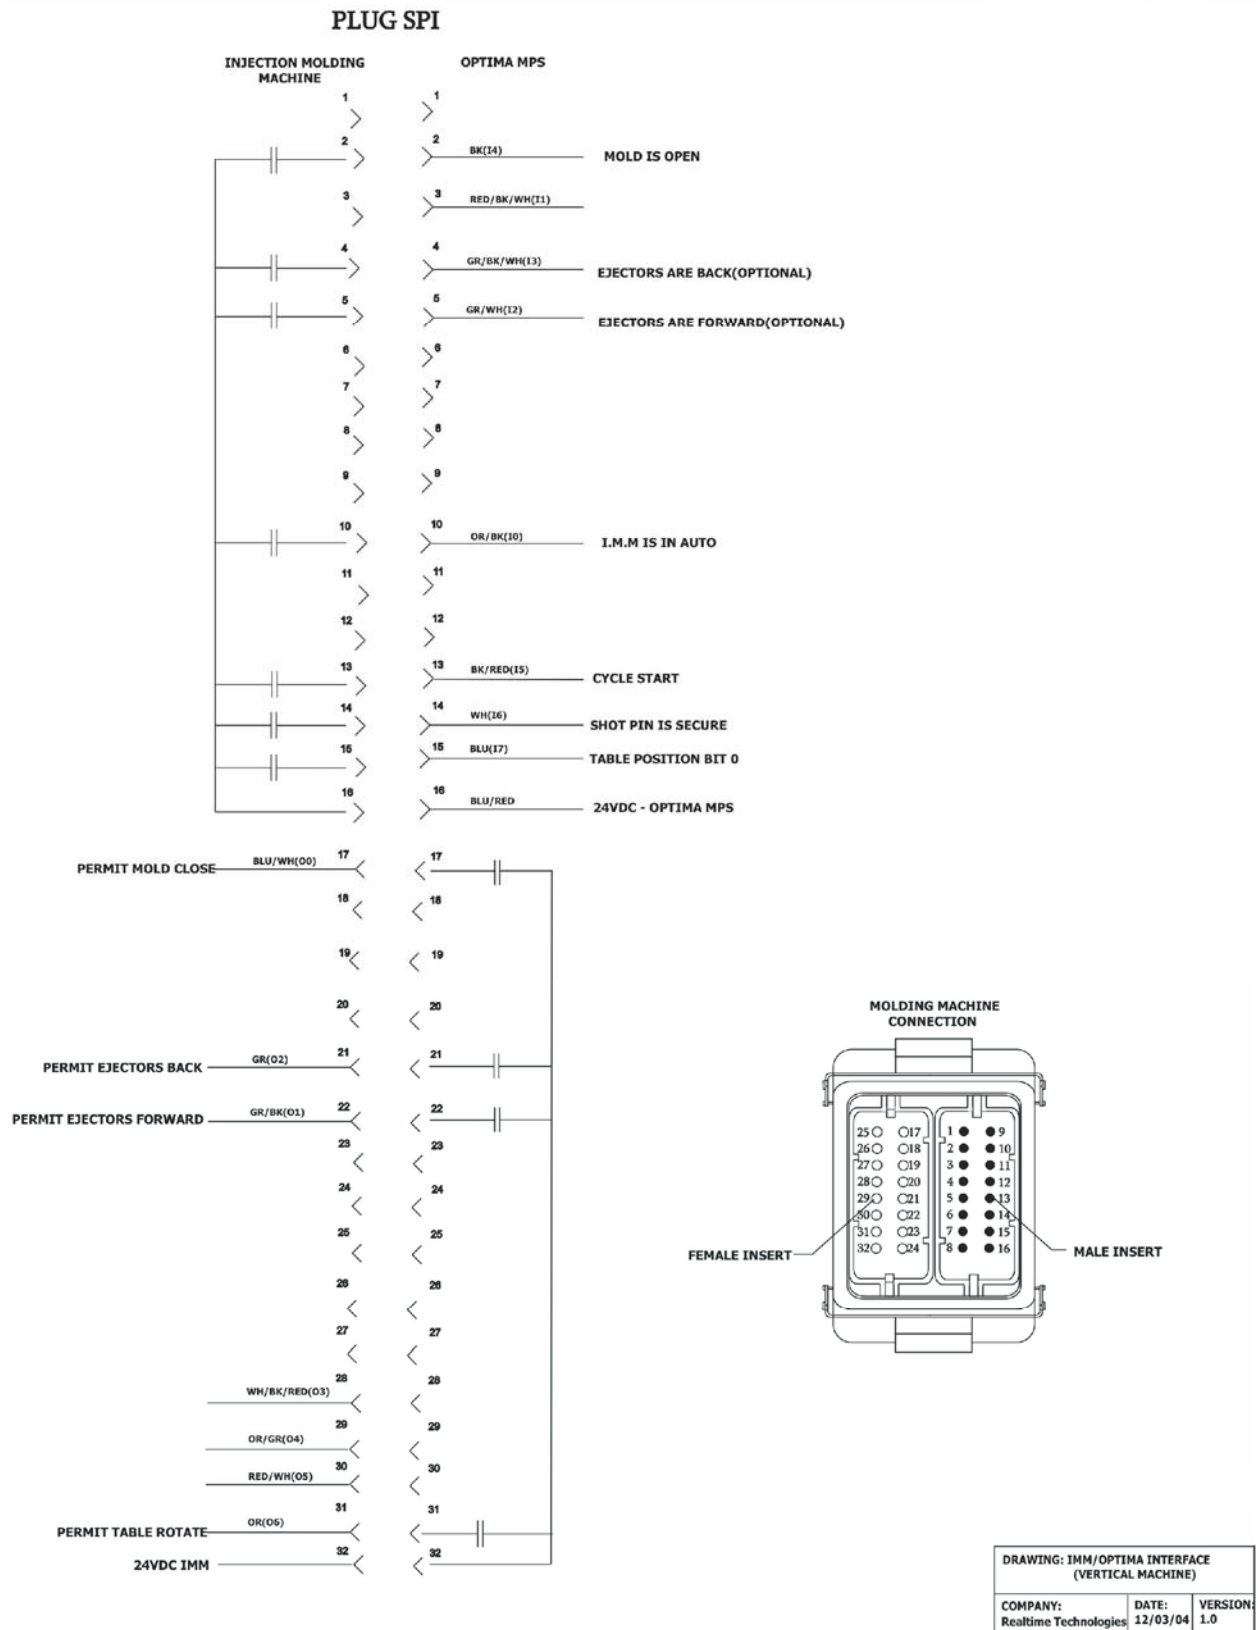 PLUG SPI
INJECTION MOLDING
MACHINE
OPTIMA MPS
1 1
2 2 BK(I4) MOLD IS OPEN
3 3 RED/BK/WH(I1)
4 4 GR/BK/WH(I3) EJECTORS ARE BACK(OPTIONAL)
5 5 GR/WH(I2) EJECTORS ARE FORWARD(OPTIONAL)
6 6
7 7
8 8
9 9
10 10 OR/BK(I0) I.M.M IS IN AUTO
11 11
12 12
13 13 BK/RED(I5) CYCLE START
14 14 WH(I6) SHOT PIN IS SECURE
15 15 BLU(I7) TABLE POSITION BIT 0
16 16 BLU/RED 24VDC - OPTIMA MPS
PERMIT MOLD CLOSE BLU/WH(O0) 17 17
18 18
19 19
20 20
PERMIT EJECTORS BACK GR(O2) 21 21
PERMIT EJECTORS FORWARD GR/BK(O1) 22 22
23 23
24 24
25 25
26 26
27 27
WH/BK/RED(O3) 28 28
OR/GR(O4) 29 29
RED/WH(O5) 30 30
PERMIT TABLE ROTATE OR(O6) 31 31
24VDC IMM 32 32
MOLDING MACHINE
CONNECTION
25 17 1 9
26 18 2 10
27 19 3 11
28 20 4 12
29 21 5 13
30 22 6 14
31 23 7 15
32 24 8 16
FEMALE INSERT
MALE INSERT
DRAWING: IMM/OPTIMA INTERFACE
(VERTICAL MACHINE)
COMPANY: DATE: VERSION:
Realtime Technologies 12/03/04 1.0